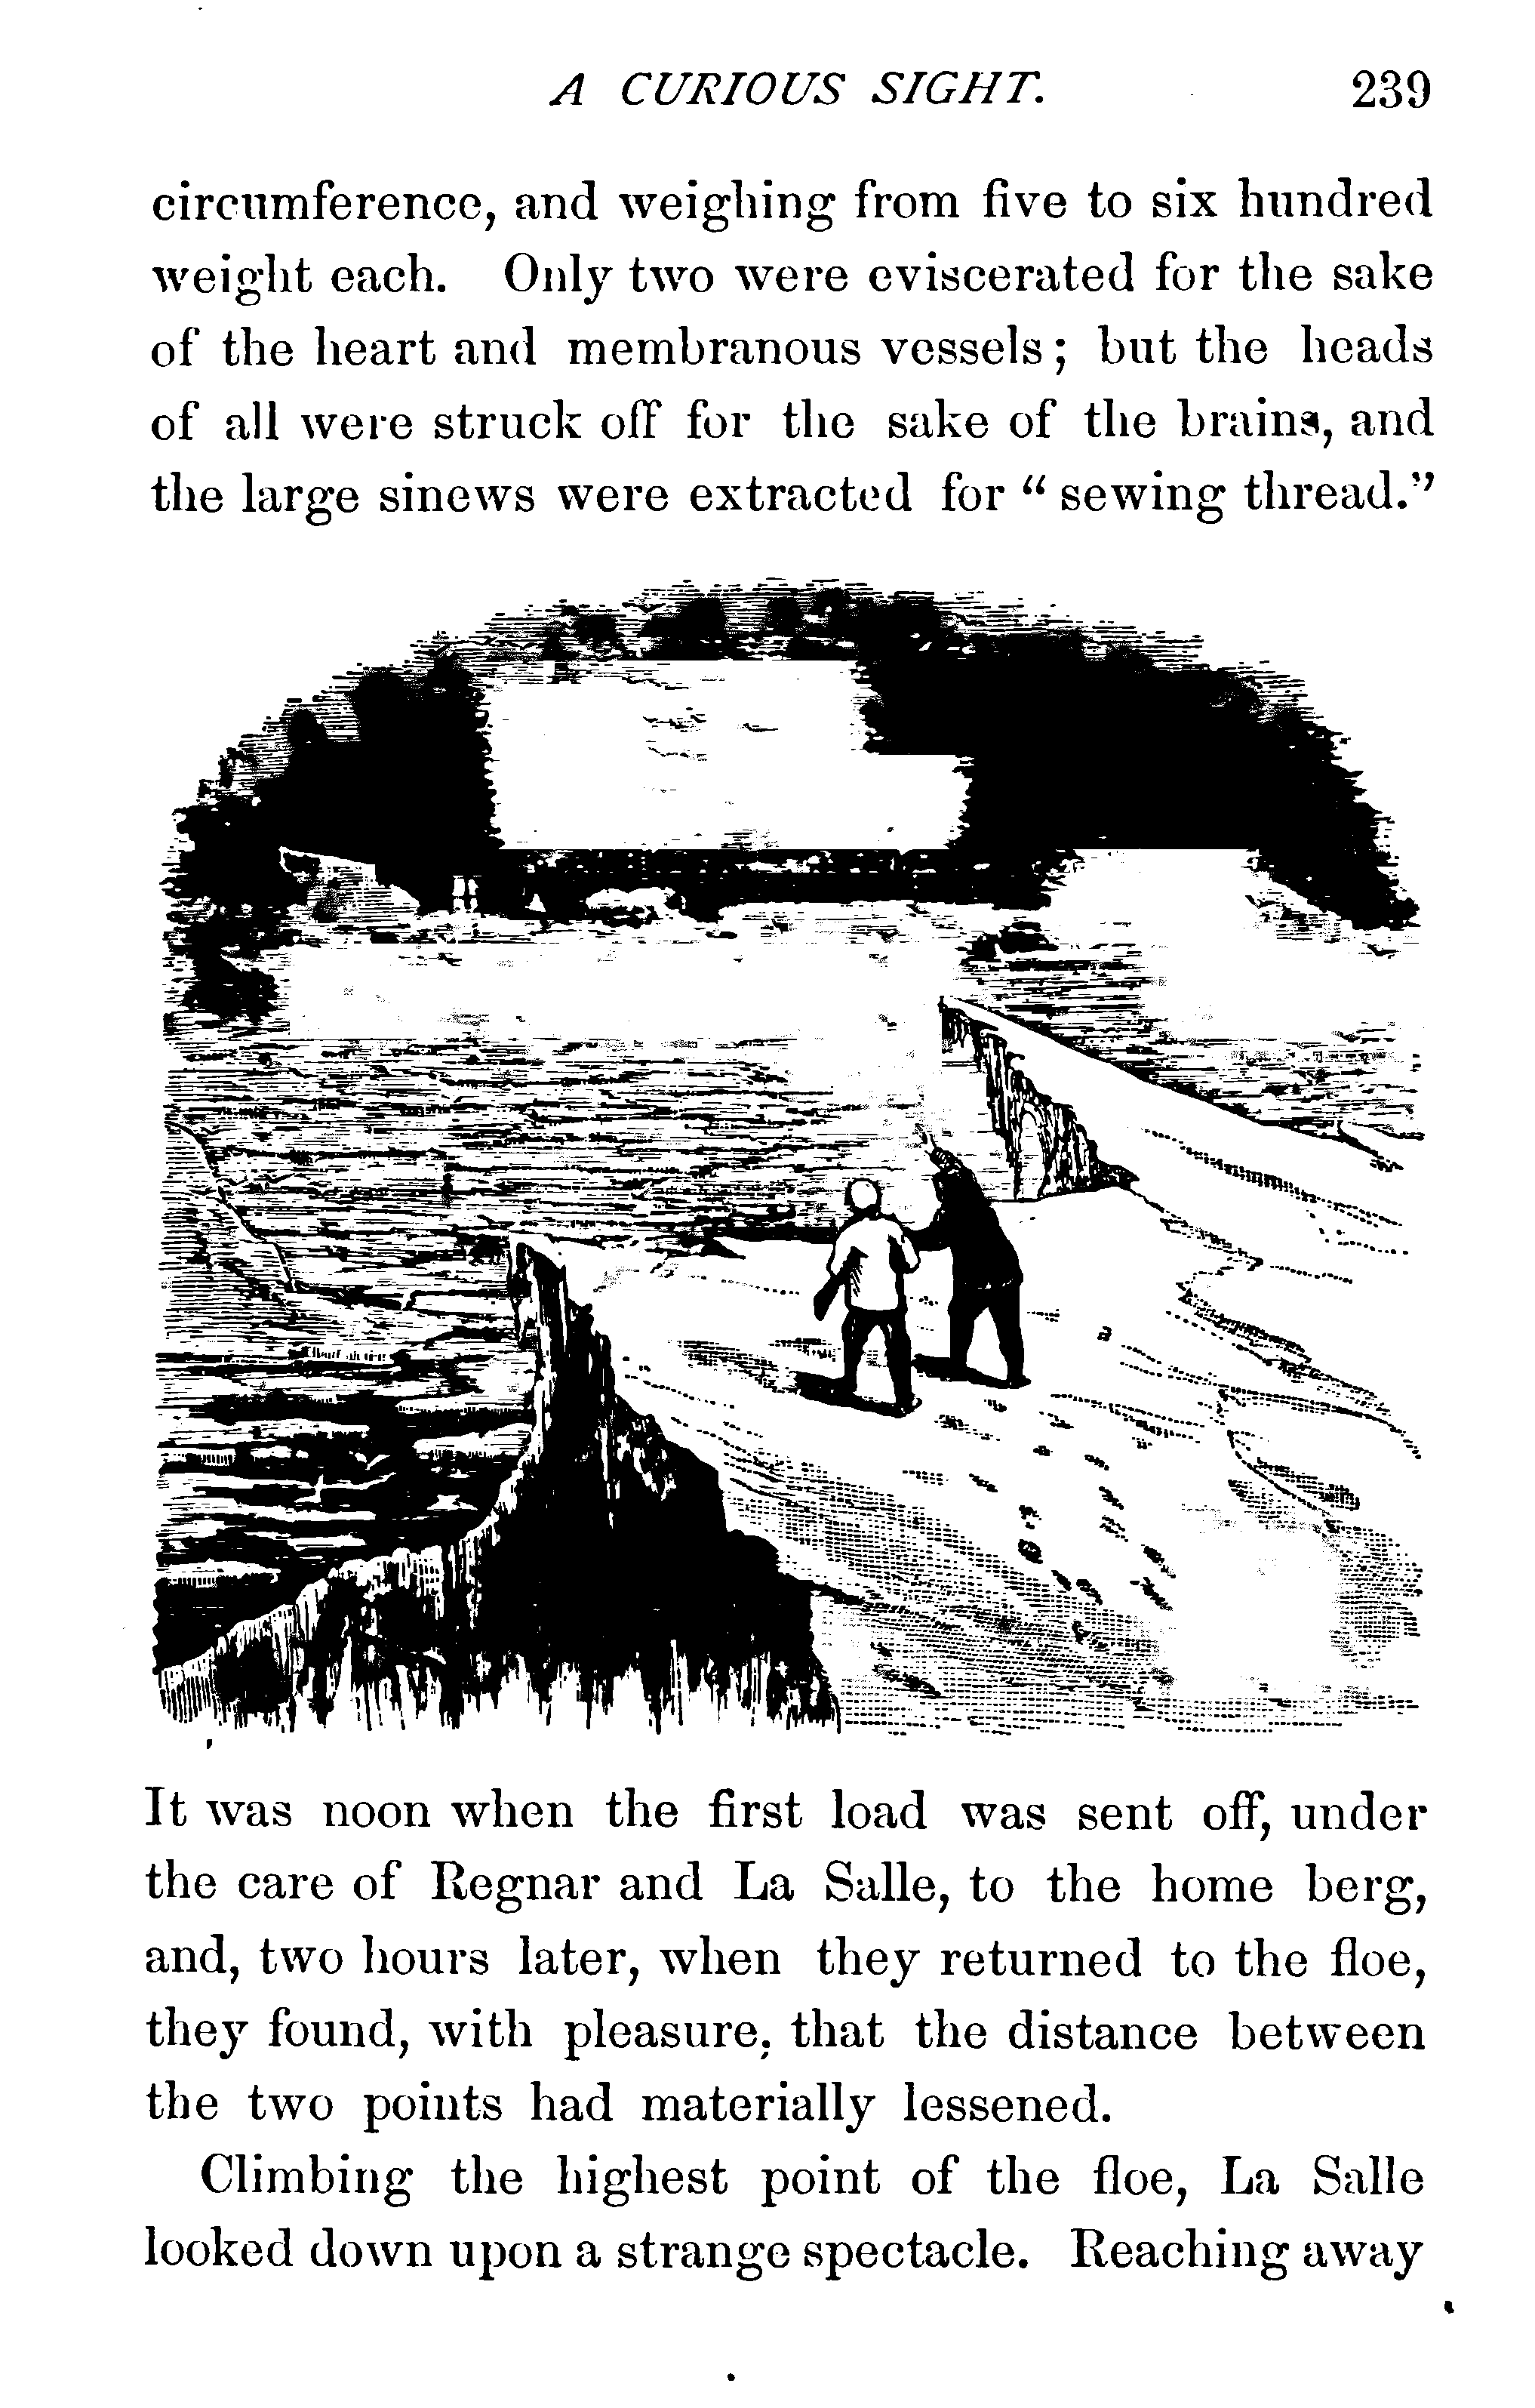 A CURIOUS SIGHT. 239
circumference, and weighing from five to six hundred
weight each. Only two were eviscerated for the sake
of the heart and membranous vessels; but the heads
of all were struck off for the sake of the brains, and
the large sinews were extracted for “sewing thread.”
It was noon when the first load was sent off, under
the care of Regnar and La Salle, to the home berg,
and, two hours later, when they returned to the floe,
they found, with pleasure, that the distance between
the two points had materially lessened.
Climbing the highest point of the floe, La Salle
looked down upon a strange spectacle. Reaching away